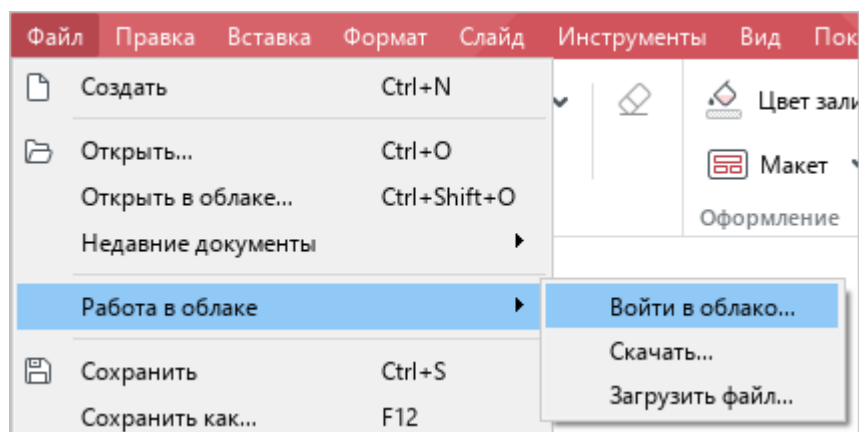 Файл Правка Вставка Формат Слайд Инструменты Вид
Создать Ctrl+N
Цвет
Открыть... Ctrl+O
Макет
Открыть в облаке... Ctrl+Shift+O
Оформление
Недавние документы
Работа в облаке
Войти в облако...
Скачать...
Сохранить Ctrl+S
Загрузить файл...
Сохранить как... F12